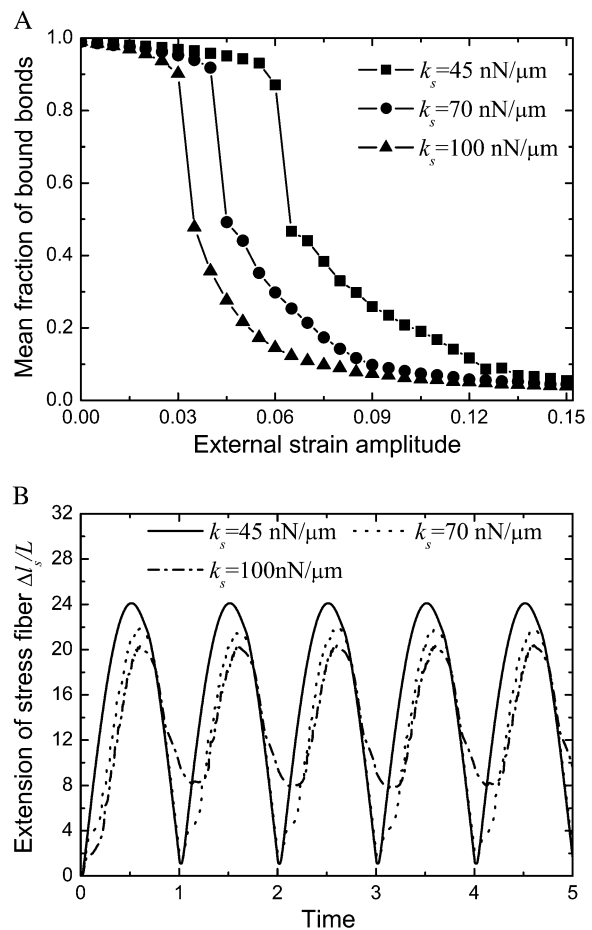 A
Mean fraction of bound bonds
1.0
0.8
0.6
0.4
0.2
0.0
k_s=45 nN/μm
k_s=70 nN/μm
k_s=100 nN/μm
0.00 0.03 0.06 0.09 0.12 0.15
External strain amplitude
B
Extension of stress fiber Δl_s/L
32
28
24
20
16
12
8
4
0
k_s=45 nN/μm k_s=70 nN/μm
k_s=100nN/μm
0 1 2 3 4 5
Time